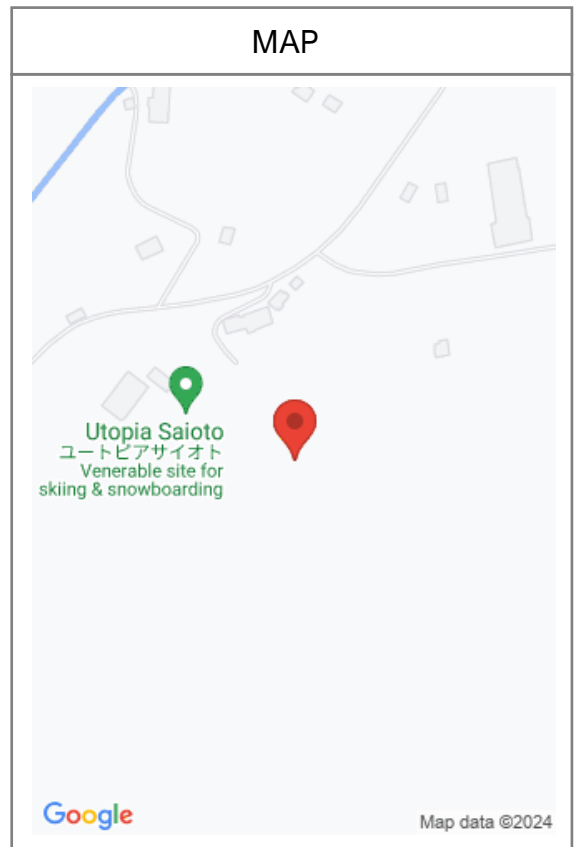 MAP
Utopia Saioto
ユートピアサイオト
Venerable site for
skiing & snowboarding
Google
Map data ©2024